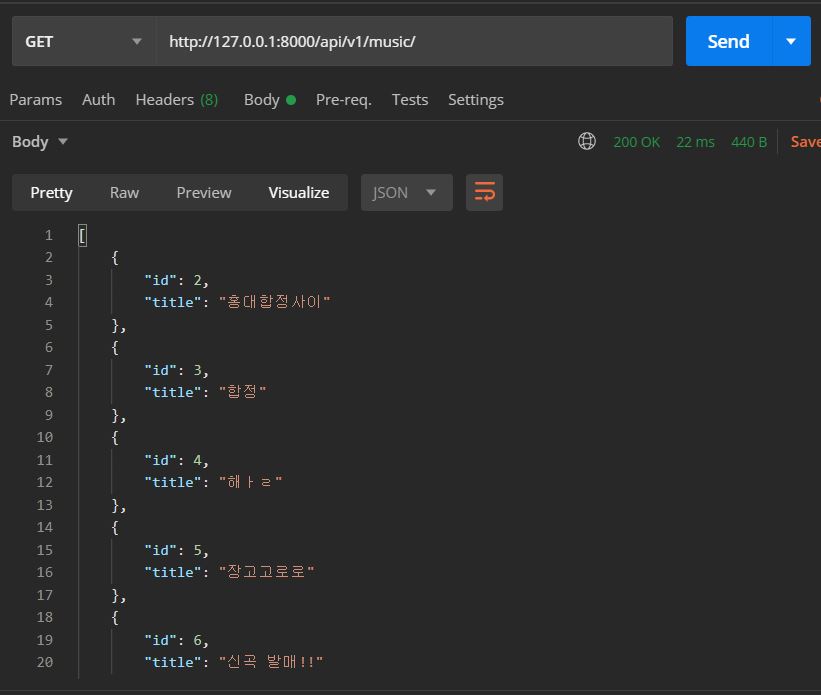 GET http://127.0.0.1:8000/api/v1/music/ Send
Params Auth Headers (8) Body Pre-req. Tests Settings
Body 200 OK 22 ms 440 B Save
Pretty Raw Preview Visualize JSON
1 [
2 {
3 "id": 2,
4 "title": "홍대합정사이"
5 },
6 {
7 "id": 3,
8 "title": "합정"
9 },
10 {
11 "id": 4,
12 "title": "해ㅏㄹ"
13 },
14 {
15 "id": 5,
16 "title": "장고고로로"
17 },
18 {
19 "id": 6,
20 "title": "신곡 발매!!"